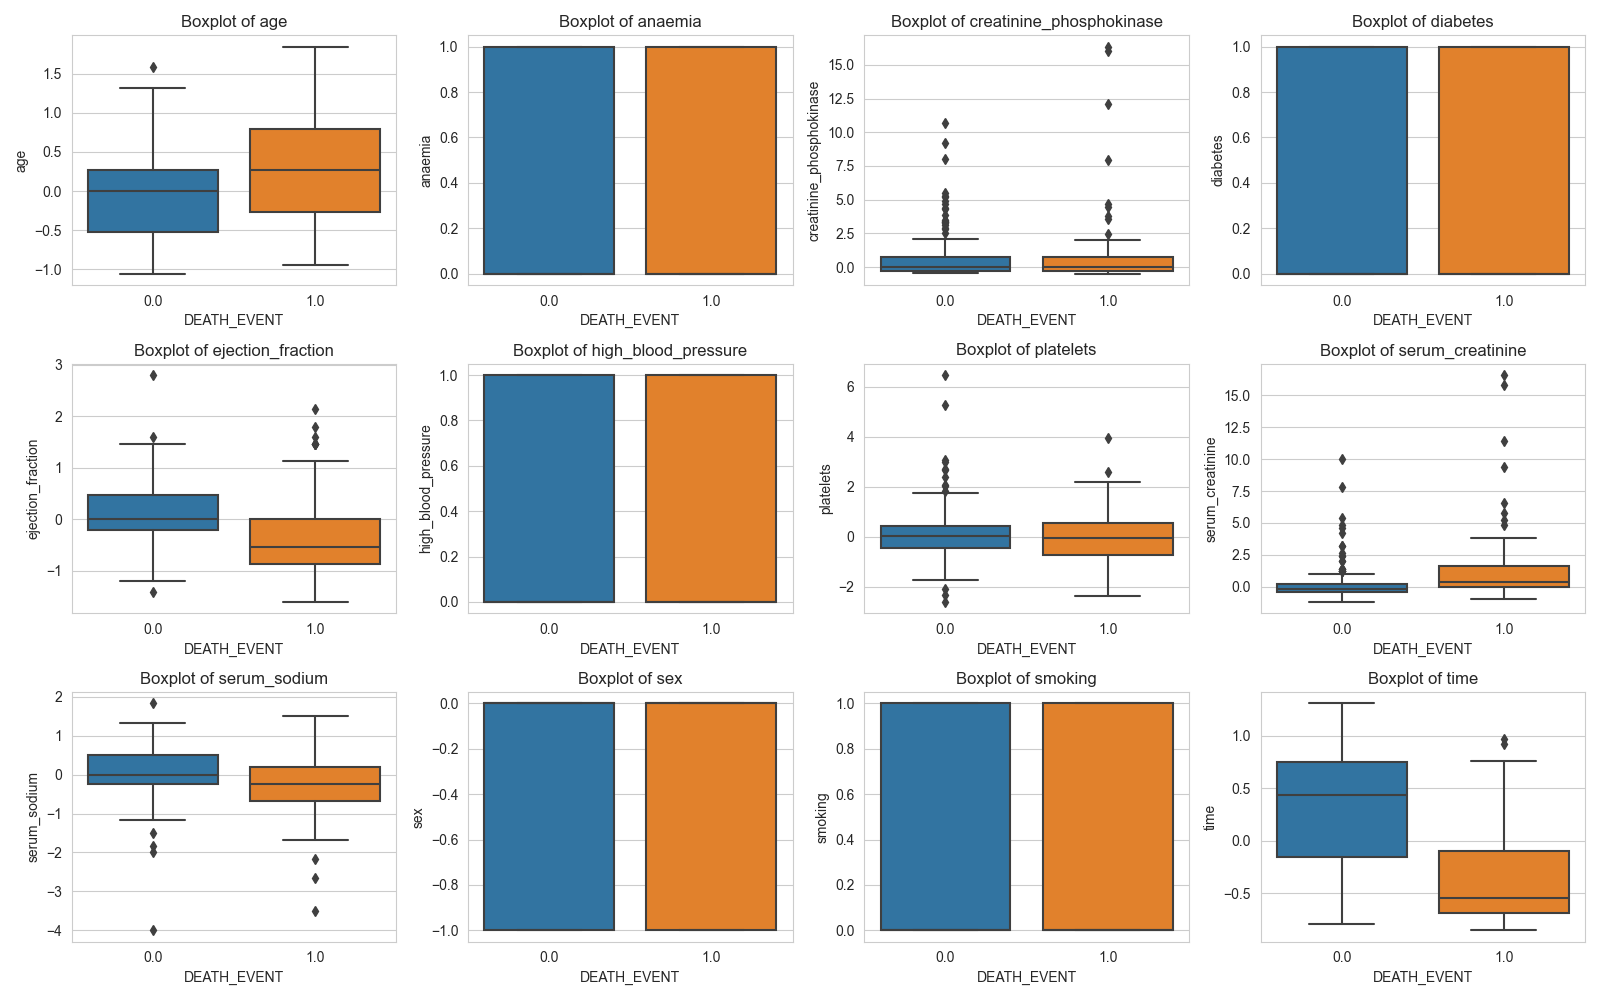 Boxplot of age
1.5
1.0
0.5
0.0
−0.5
−1.0
age
0.0
1.0
DEATH_EVENT
Boxplot of anaemia
1.0
0.8
0.6
0.4
0.2
0.0
anaemia
0.0
1.0
DEATH_EVENT
Boxplot of creatinine_phosphokinase
15.0
12.5
10.0
7.5
5.0
2.5
0.0
creatinine_phosphokinase
0.0
1.0
DEATH_EVENT
Boxplot of diabetes
1.0
0.8
0.6
0.4
0.2
0.0
diabetes
0.0
1.0
DEATH_EVENT
Boxplot of ejection_fraction
3
2
1
0
−1
ejection_fraction
0.0
1.0
DEATH_EVENT
Boxplot of high_blood_pressure
1.0
0.8
0.6
0.4
0.2
0.0
high_blood_pressure
0.0
1.0
DEATH_EVENT
Boxplot of platelets
6
4
2
0
−2
platelets
0.0
1.0
DEATH_EVENT
Boxplot of serum_creatinine
15.0
12.5
10.0
7.5
5.0
2.5
0.0
serum_creatinine
0.0
1.0
DEATH_EVENT
Boxplot of serum_sodium
2
1
0
−1
−2
−3
−4
serum_sodium
0.0
1.0
DEATH_EVENT
Boxplot of sex
0.0
−0.2
−0.4
−0.6
−0.8
−1.0
sex
0.0
1.0
DEATH_EVENT
Boxplot of smoking
1.0
0.8
0.6
0.4
0.2
0.0
smoking
0.0
1.0
DEATH_EVENT
Boxplot of time
1.0
0.5
0.0
−0.5
time
0.0
1.0
DEATH_EVENT